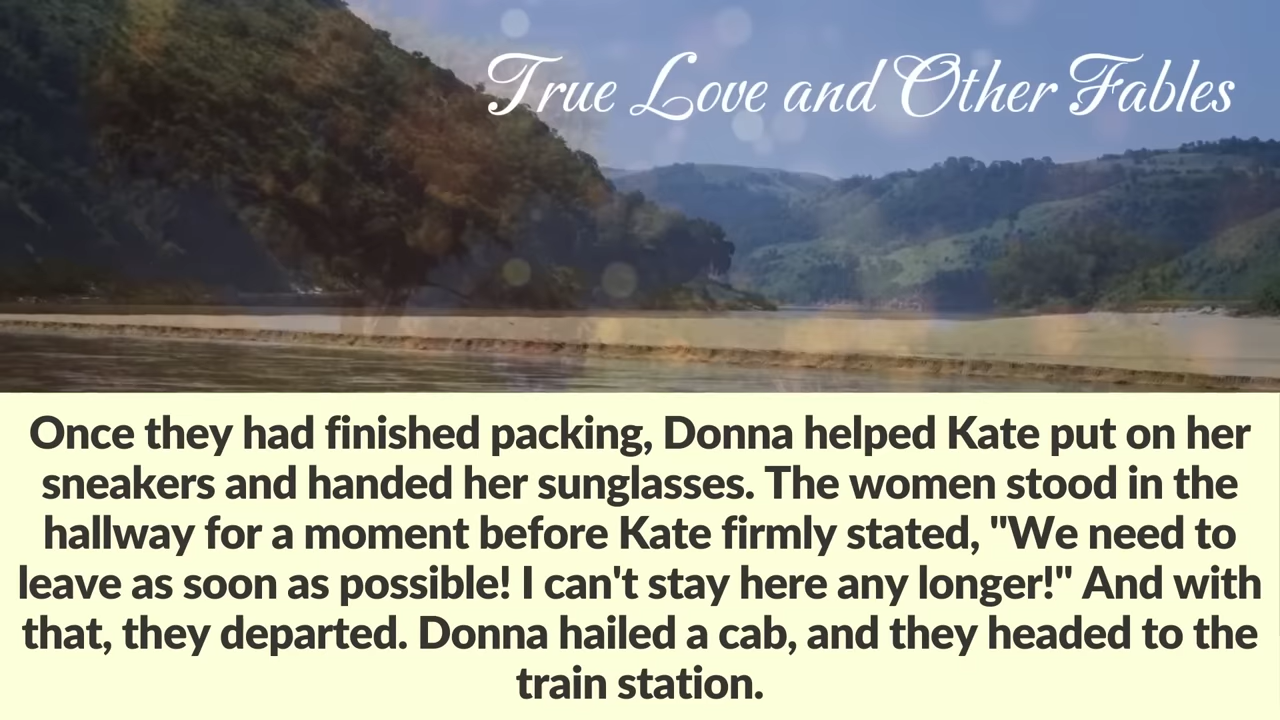 True Love and Other Fables
Once they had finished packing, Donna helped Kate put on her
sneakers and handed her sunglasses. The women stood in the
hallway for a moment before Kate firmly stated, "We need to
leave as soon as possible! I can't stay here any longer!" And with
that, they departed. Donna hailed a cab, and they headed to the
train station.